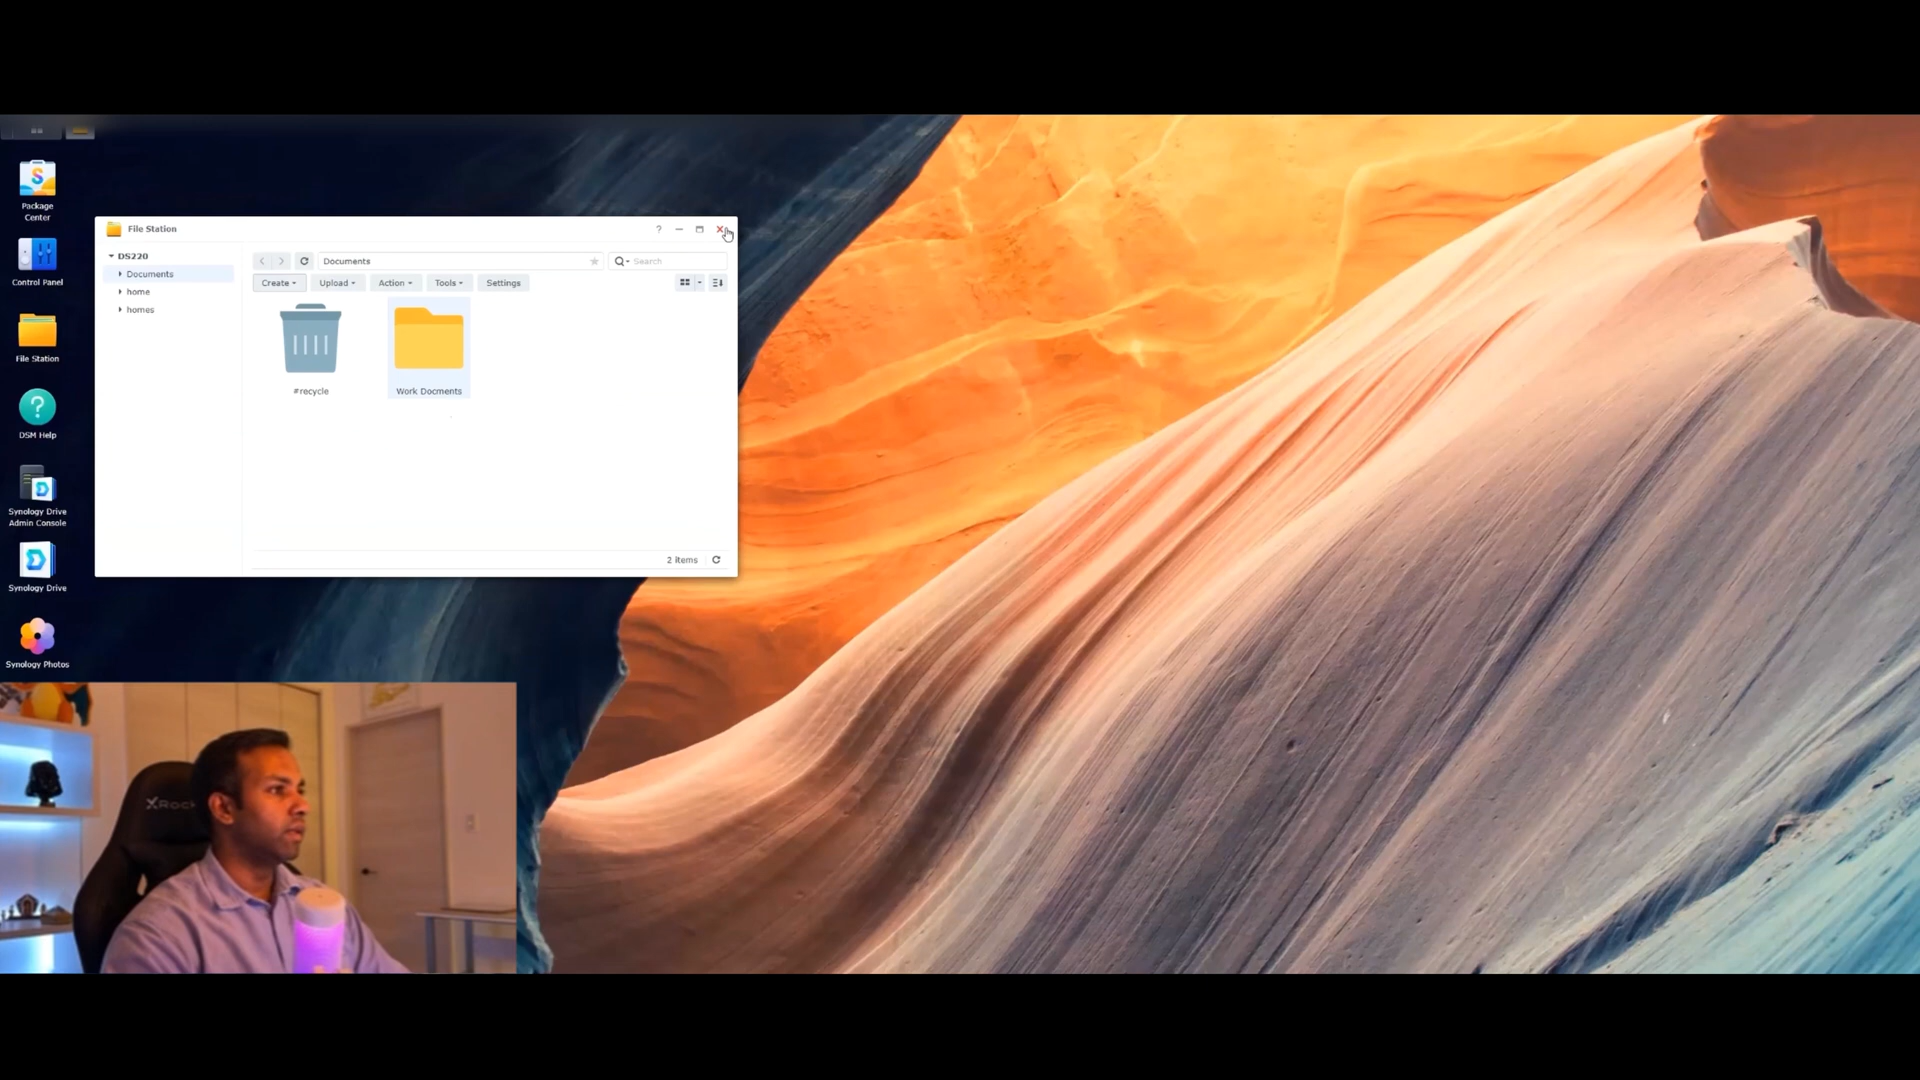 Package
Center
Control Panel
File Station
DSM Help
Synology Drive
Admin Console
Synology Drive
Synology Photos
File Station
?
DS220
Documents
home
homes
Documents
Search
Create
Upload
Action
Tools
Settings
#recycle
Work Docments
2 items
XRock